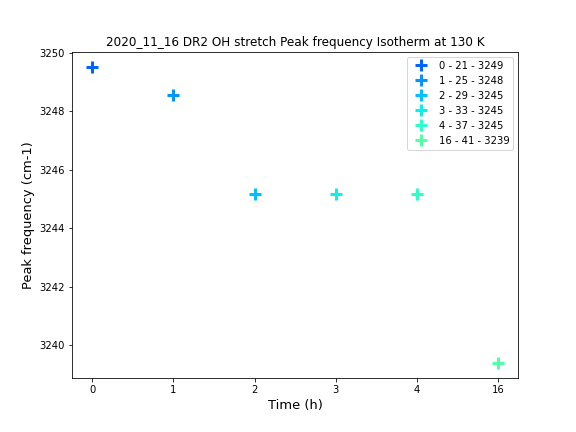 2020_11_16 DR2 OH stretch Peak frequency Isotherm at 130 K
3250
3248
3246
3244
3242
3240
Peak frequency (cm-1)
0 - 21 - 3249
1 - 25 - 3248
2 - 29 - 3245
3 - 33 - 3245
4 - 37 - 3245
16 - 41 - 3239
0 1 2 3 4 16
Time (h)